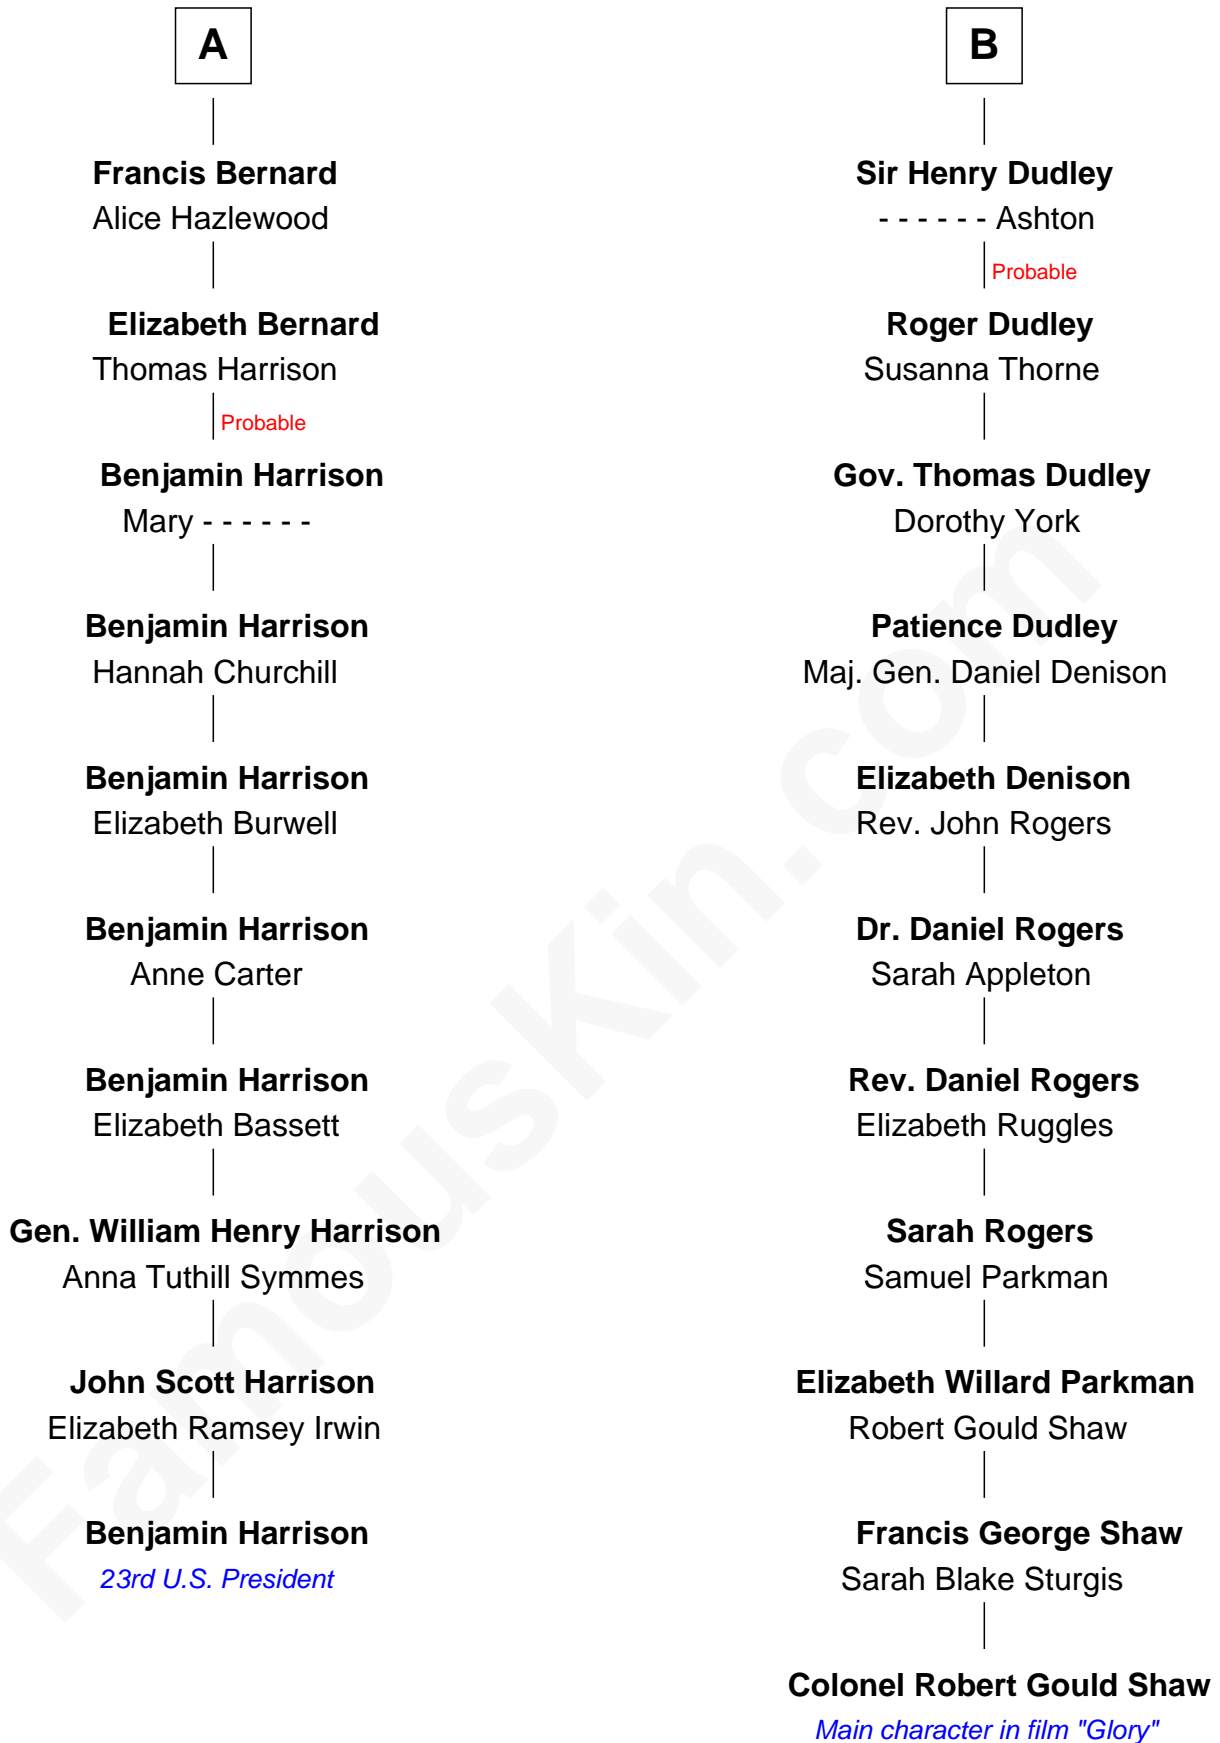 A
Francis Bernard
Alice Hazlewood
Elizabeth Bernard
Thomas Harrison
Probable
Benjamin Harrison
Mary - - - - - -
Benjamin Harrison
Hannah Churchill
Benjamin Harrison
Elizabeth Burwell
Benjamin Harrison
Anne Carter
Benjamin Harrison
Elizabeth Bassett
Gen. William Henry Harrison
Anna Tuthill Symmes
John Scott Harrison
Elizabeth Ramsey Irwin
Benjamin Harrison
23rd U.S. President
B
Sir Henry Dudley
- - - - - - Ashton
Probable
Roger Dudley
Susanna Thorne
Gov. Thomas Dudley
Dorothy York
Patience Dudley
Maj. Gen. Daniel Denison
Elizabeth Denison
Rev. John Rogers
Dr. Daniel Rogers
Sarah Appleton
Rev. Daniel Rogers
Elizabeth Ruggles
Sarah Rogers
Samuel Parkman
Elizabeth Willard Parkman
Robert Gould Shaw
Francis George Shaw
Sarah Blake Sturgis
Colonel Robert Gould Shaw
Main character in film "Glory"
FamousKin.com